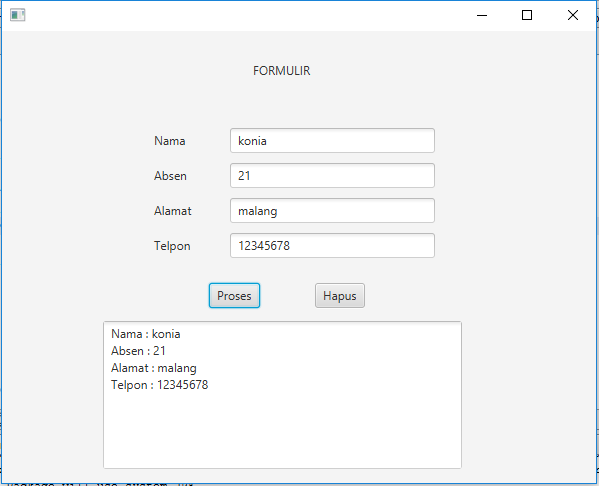 FORMULIR
Nama konia
Absen 21
Alamat malang
Telpon 12345678
Proses Hapus
Nama : konia
Absen : 21
Alamat : malang
Telpon : 12345678